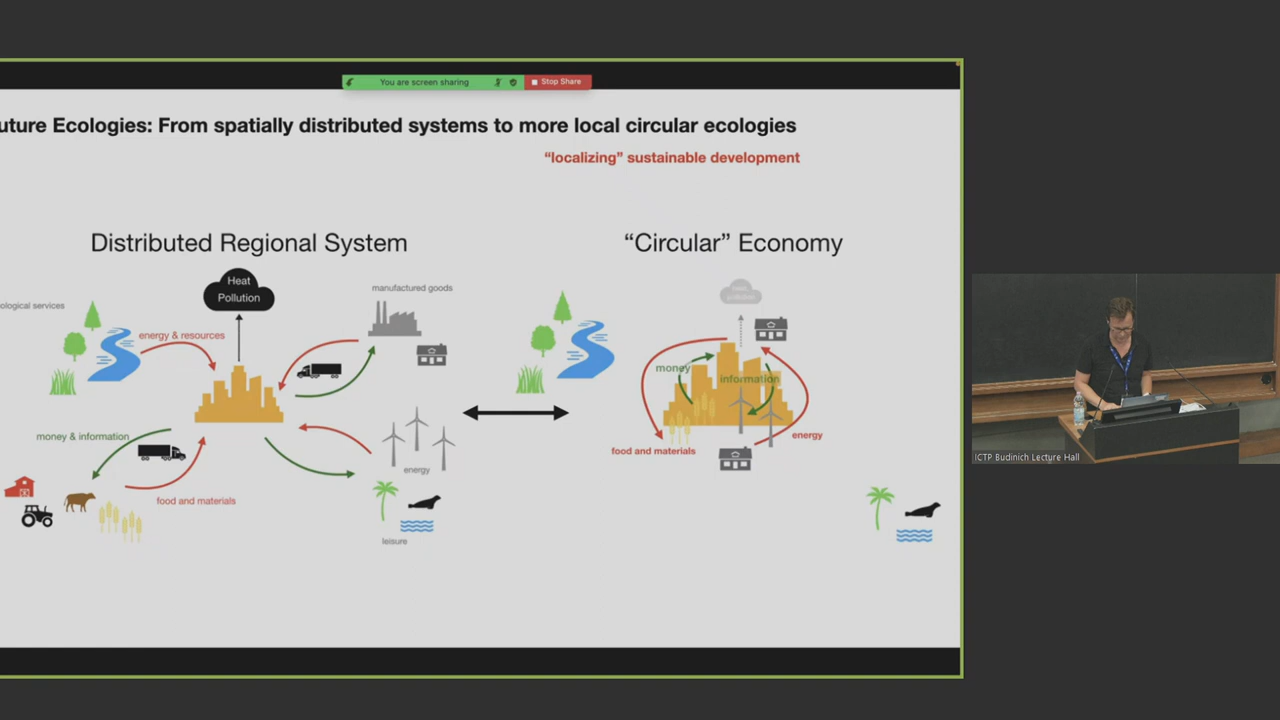 You are screen sharing
Stop Share
uture Ecologies: From spatially distributed systems to more local circular ecologies
“localizing” sustainable development
Distributed Regional System
“Circular” Economy
Heat
Pollution
manufactured goods
ological services
energy & resources
money
information
money & information
food and materials
energy
energy
food and materials
leisure
ICTP Budinich Lecture Hall